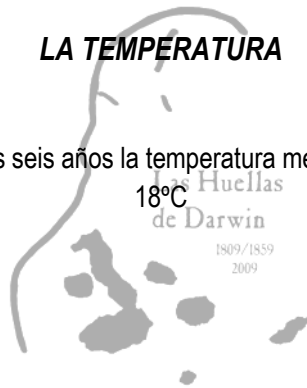 LA TEMPERATURA
s seis años la temperatura me
18ºC
Las Huellas
de Darwin
1809/1859
2009